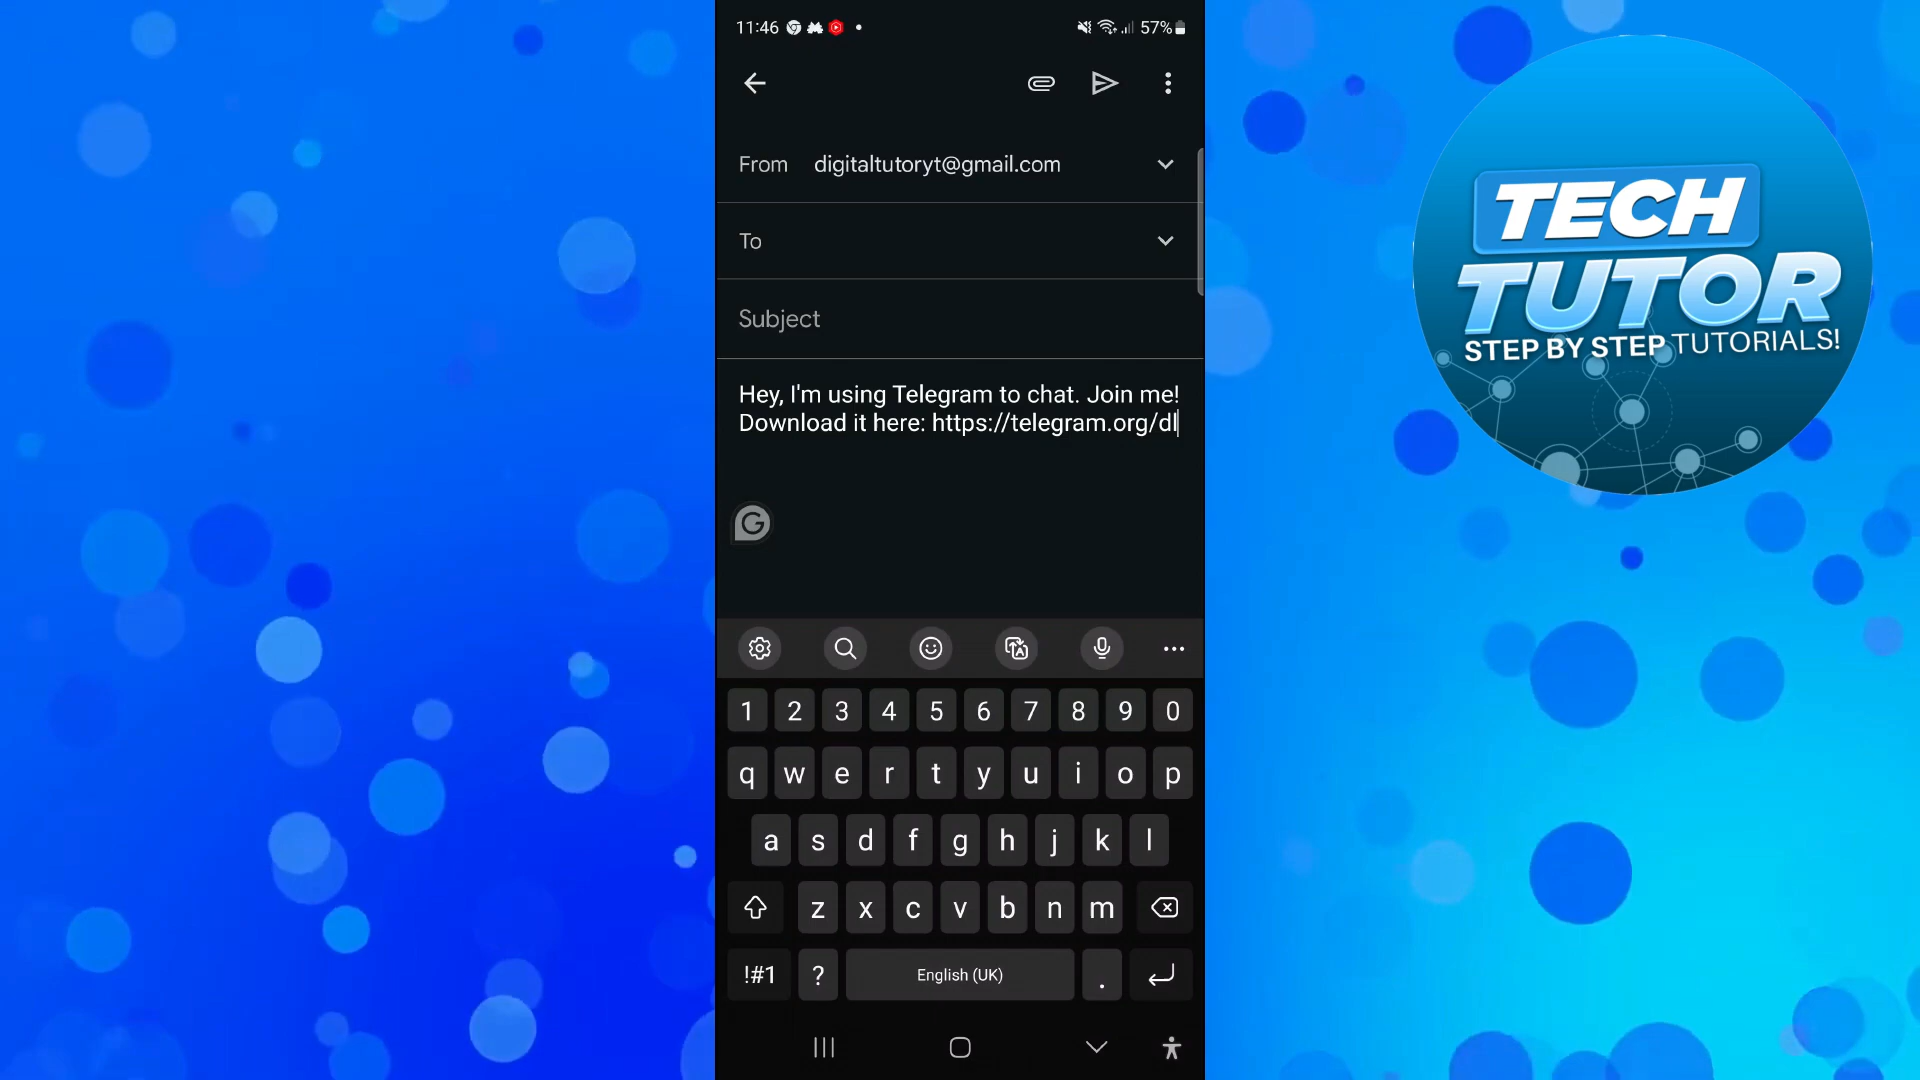 11:46
57%
From digitaltutoryt@gmail.com
To
Subject
Hey, I'm using Telegram to chat. Join me!
Download it here: https://telegram.org/dl
G
1 2 3 4 5 6 7 8 9 0
q w e r t y u i o p
a s d f g h j k l
z x c v b n m
!#1 ? English (UK) .
TECH
TUTOR
STEP BY STEP TUTORIALS!